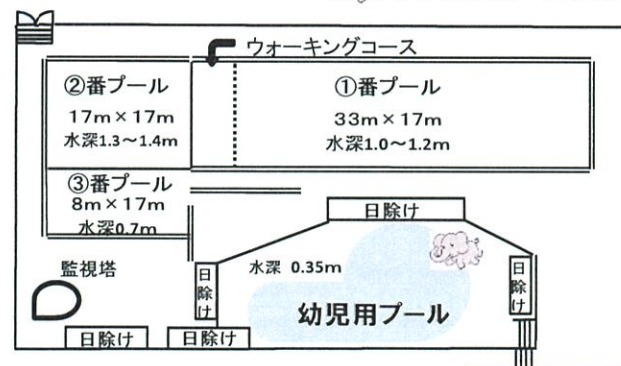 ウォーキングコース
②番プール
17m×17m
水深1.3～1.4m
①番プール
33m×17m
水深1.0～1.2m
③番プール
8m×17m
水深0.7m
日除け
監視塔
日除け
水深 0.35m
日除け
幼児用プール
日除け
日除け